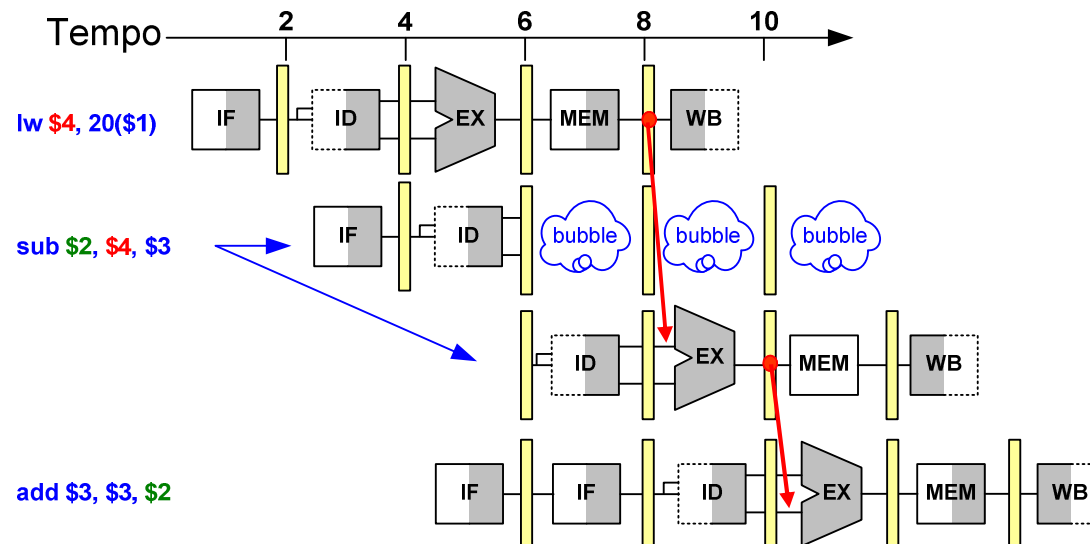 2 4 6 8 10
Tempo
lw $4, 20($1) IF ID EX MEM WB
sub $2, $4, $3 IF ID bubble bubble bubble
ID EX MEM WB
add $3, $3, $2 IF IF ID EX MEM WB